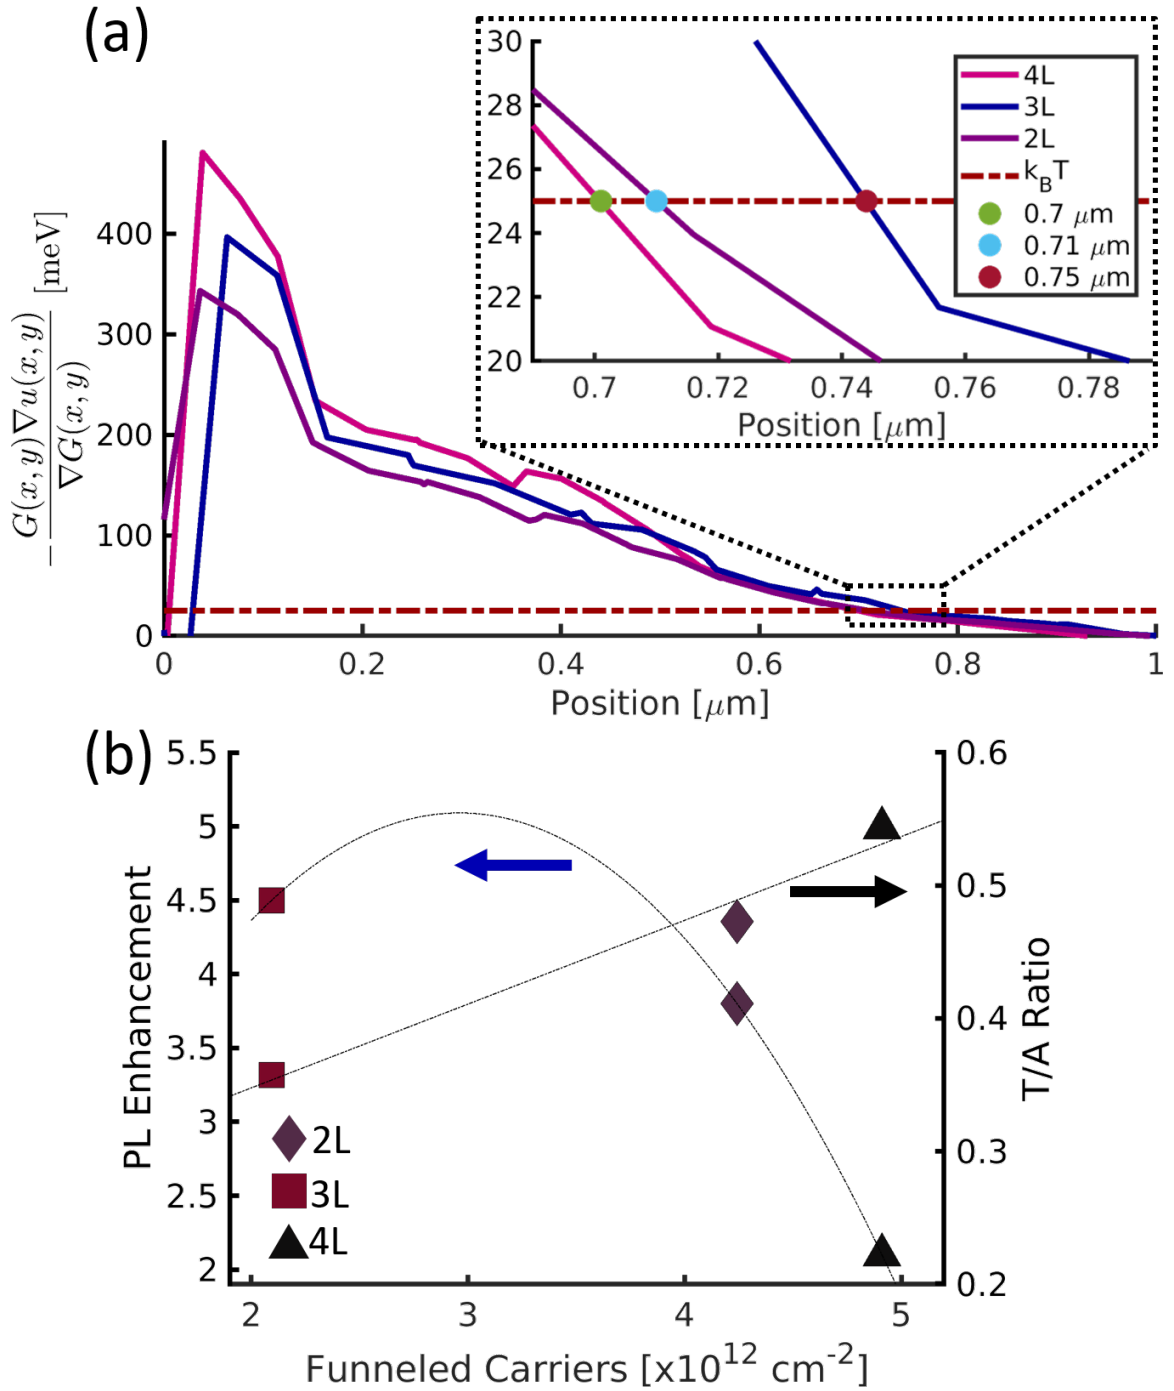 (a)
− G(x, y)∇u(x, y) / ∇G(x, y) [meV]
400
300
200
100
0
0 0.2 0.4 0.6 0.8 1
Position [μm]
30
28
26
24
22
20
0.7 0.72 0.74 0.76 0.78
Position [μm]
4L
3L
2L
k_BT
0.7 μm
0.71 μm
0.75 μm
(b)
PL Enhancement
5.5
5
4.5
4
3.5
3
2.5
2
2L
3L
4L
0.6
0.5
0.4
0.3
0.2
T/A Ratio
2 3 4 5
Funneled Carriers [x10^12 cm^-2]